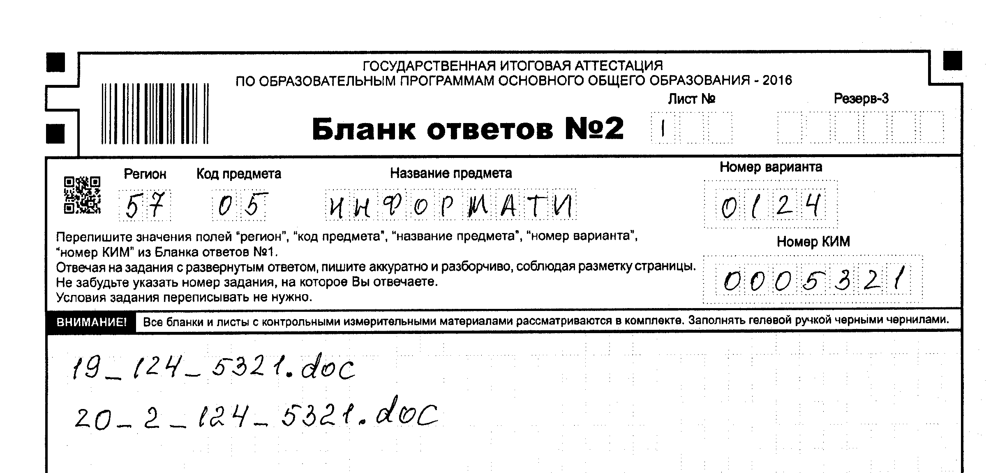 ГОСУДАРСТВЕННАЯ ИТОГОВАЯ АТТЕСТАЦИЯ
ПО ОБРАЗОВАТЕЛЬНЫМ ПРОГРАММАМ ОСНОВНОГО ОБЩЕГО ОБРАЗОВАНИЯ - 2016
Лист № Резерв-3
Бланк ответов №2 1
Регион Код предмета Название предмета Номер варианта
57 05 ИНФОРМАТИ 0124
Перепишите значения полей "регион", "код предмета", "название предмета", "номер варианта",
"номер КИМ" из Бланка ответов №1.
Номер КИМ
Отвечая на задания с развернутым ответом, пишите аккуратно и разборчиво, соблюдая разметку страницы.
Не забудьте указать номер задания, на которое Вы отвечаете.
0005321
Условия задания переписывать не нужно.
ВНИМАНИЕ! Все бланки и листы с контрольными измерительными материалами рассматриваются в комплекте. Заполнять гелевой ручкой черными чернилами.
19_124_5321.doc
20_2_124_5321.doc